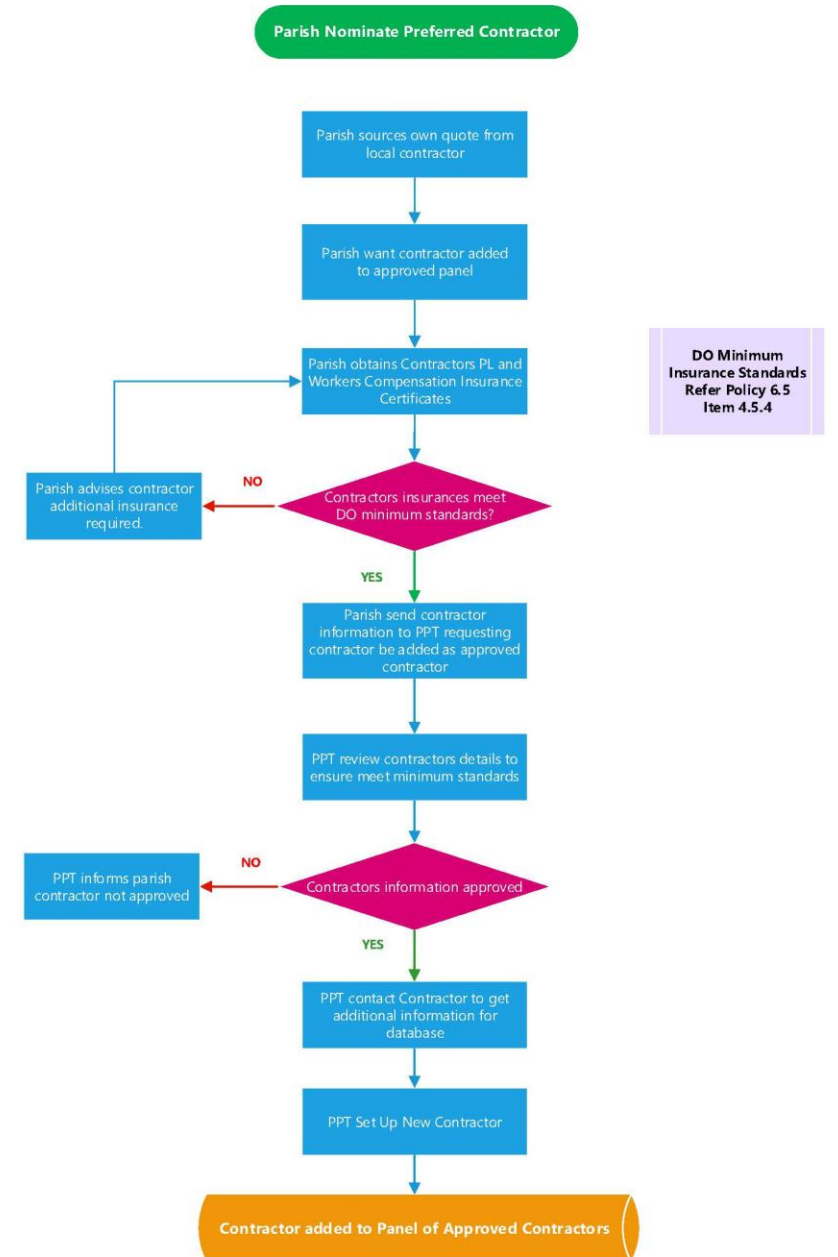 Parish Nominate Preferred Contractor
Parish sources own quote from
local contractor
Parish want contractor added
to approved panel
Parish obtains Contractors PL and
Workers Compensation Insurance
Certificates
DO Minimum
Insurance Standards
Refer Policy 6.5
Item 4.5.4
Parish advises contractor
additional insurance
required.
NO
Contractors insurances meet
DO minimum standards?
YES
Parish send contractor
information to PPT requesting
contractor be added as approved
contractor
PPT review contractors details to
ensure meet minimum standards
PPT informs parish
contractor not approved
NO
Contractors information approved
YES
PPT contact Contractor to get
additional information for
database
PPT Set Up New Contractor
Contractor added to Panel of Approved Contractors